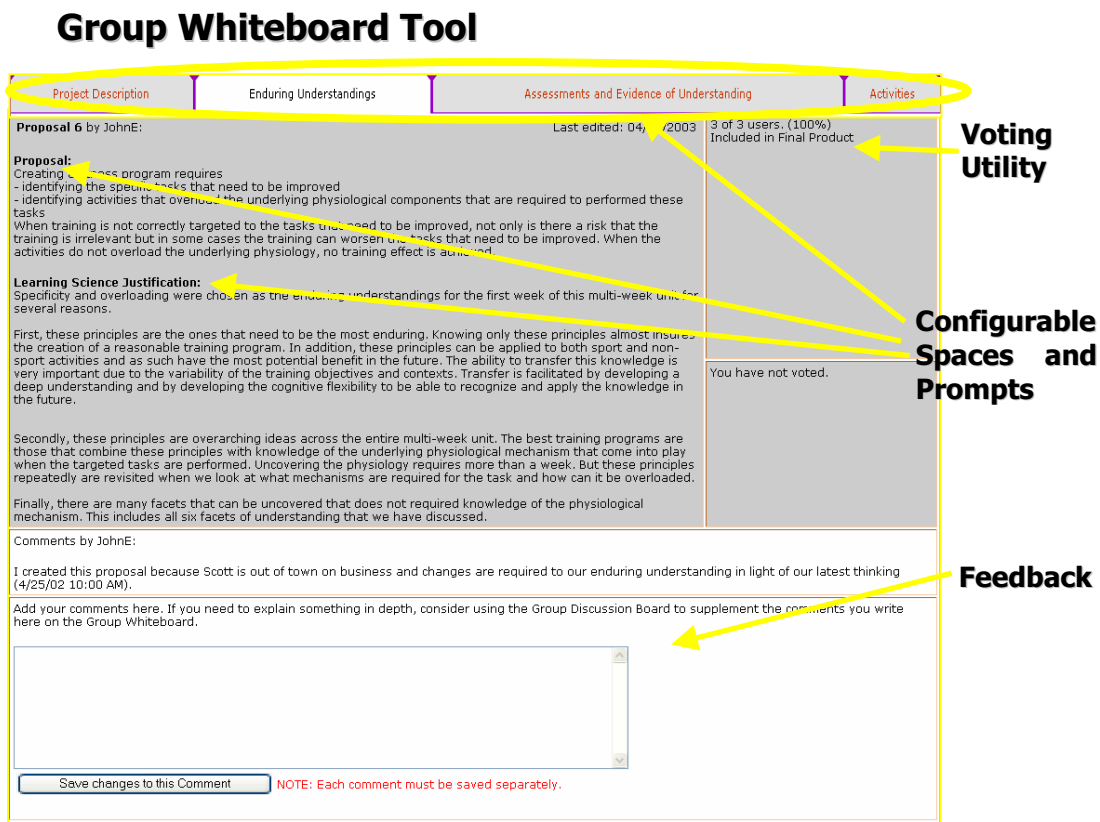 Group Whiteboard Tool
Project Description
Enduring Understandings
Assessments and Evidence of Understanding
Activities
Proposal 6 by JohnE:
Last edited: 04/ /2003
3 of 3 users. (100%)
Included in Final Product
Voting
Utility
Proposal:
Creating a fitness program requires
- identifying the specific tasks that need to be improved
- identifying activities that overload the underlying physiological components that are required to performed these
tasks
When training is not correctly targeted to the tasks that need to be improved, not only is there a risk that the
training is irrelevant but in some cases the training can worsen the tasks that need to be improved. When the
activities do not overload the underlying physiology, no training effect is achieved.
Learning Science Justification:
Specificity and overloading were chosen as the enduring understandings for the first week of this multi-week unit for
several reasons.
First, these principles are the ones that need to be the most enduring. Knowing only these principles almost insures
the creation of a reasonable training program. In addition, these principles can be applied to both sport and non-
sport activities and as such have the most potential benefit in the future. The ability to transfer this knowledge is
very important due to the variability of the training objectives and contexts. Transfer is facilitated by developing a
deep understanding and by developing the cognitive flexibility to be able to recognize and apply the knowledge in
the future.
Secondly, these principles are overarching ideas across the entire multi-week unit. The best training programs are
those that combine these principles with knowledge of the underlying physiological mechanism that come into play
when the targeted tasks are performed. Uncovering the physiology requires more than a week. But these principles
repeatedly are revisited when we look at what mechanisms are required for the task and how can it be overloaded.
Finally, there are many facets that can be uncovered that does not required knowledge of the physiological
mechanism. This includes all six facets of understanding that we have discussed.
Configurable
Spaces and
Prompts
You have not voted.
Comments by JohnE:
I created this proposal because Scott is out of town on business and changes are required to our enduring understanding in light of our latest thinking
(4/25/02 10:00 AM).
Feedback
Add your comments here. If you need to explain something in depth, consider using the Group Discussion Board to supplement the comments you write
here on the Group Whiteboard.
Save changes to this Comment
NOTE: Each comment must be saved separately.